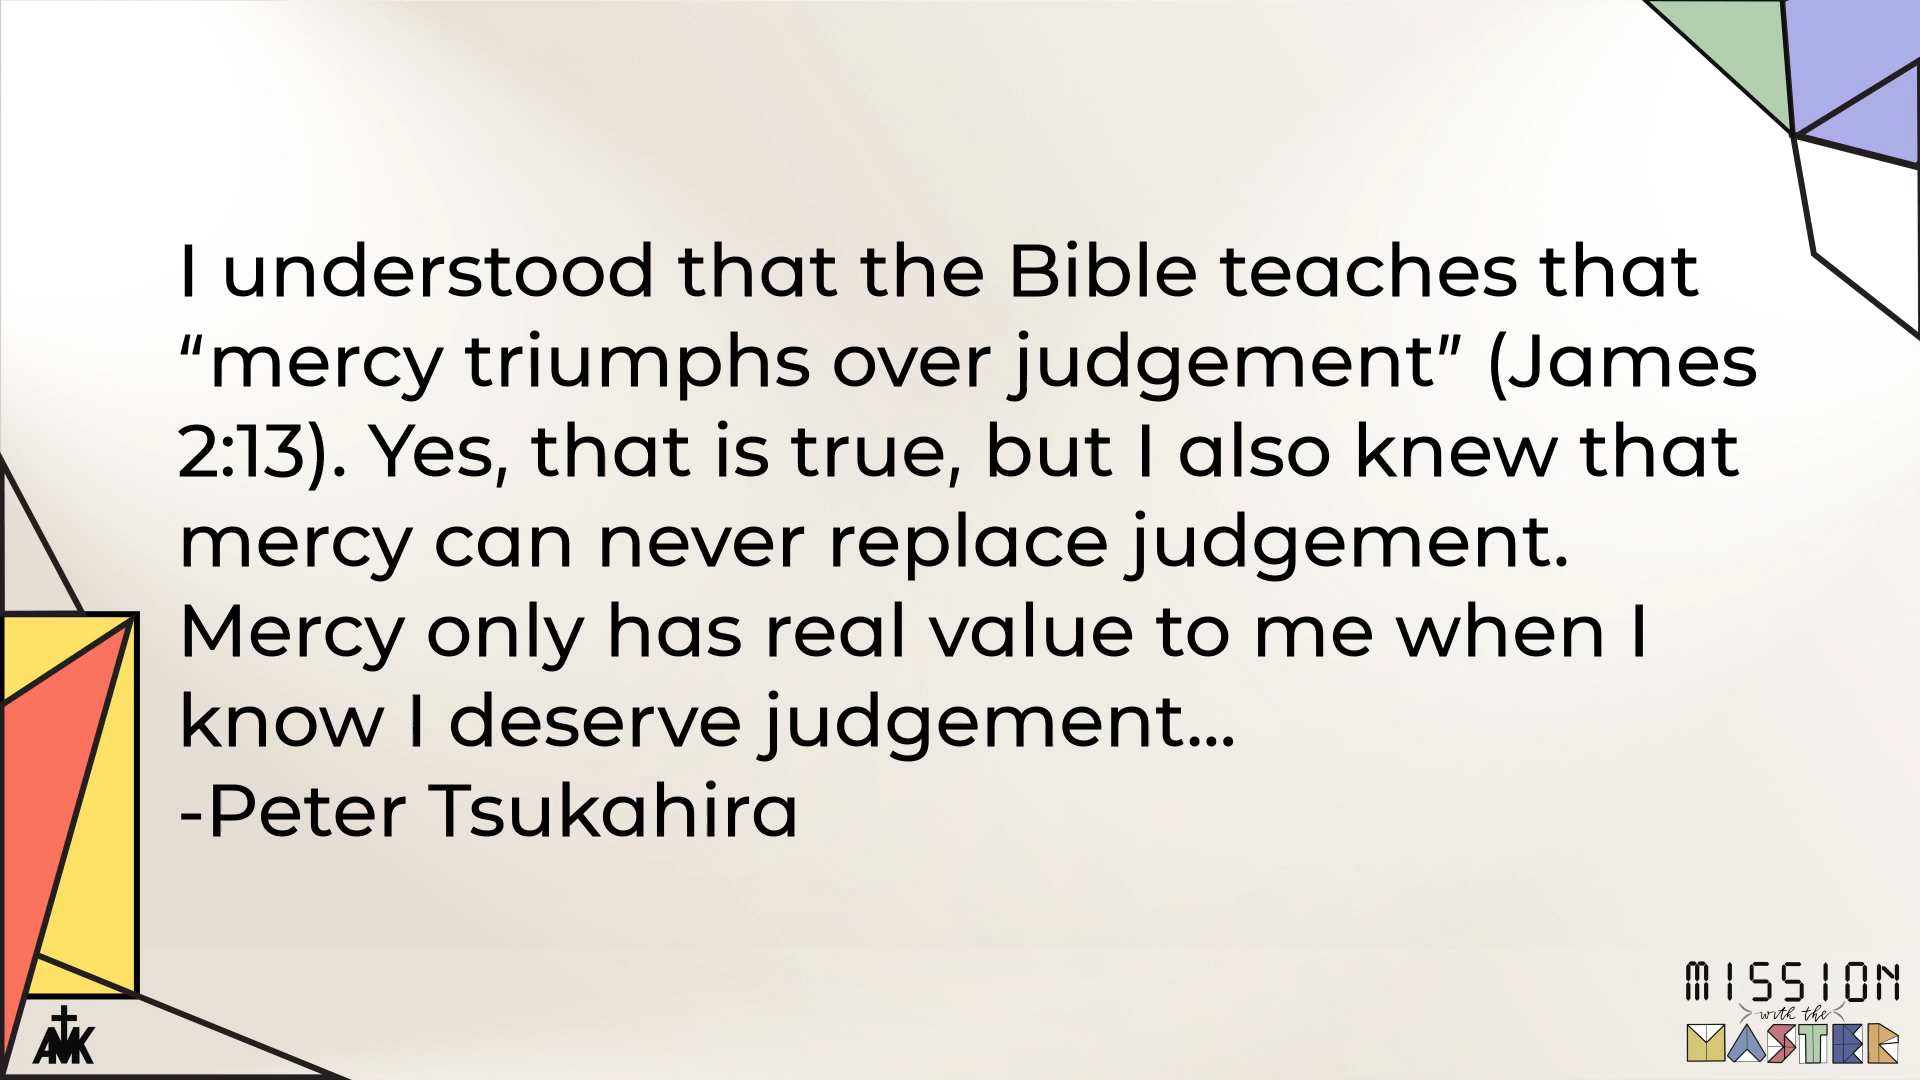 I understood that the Bible teaches that
“mercy triumphs over judgement” (James
2:13). Yes, that is true, but I also knew that
mercy can never replace judgement.
Mercy only has real value to me when I
know I deserve judgement...
-Peter Tsukahira
AMK
MISSION
with the
MASTER